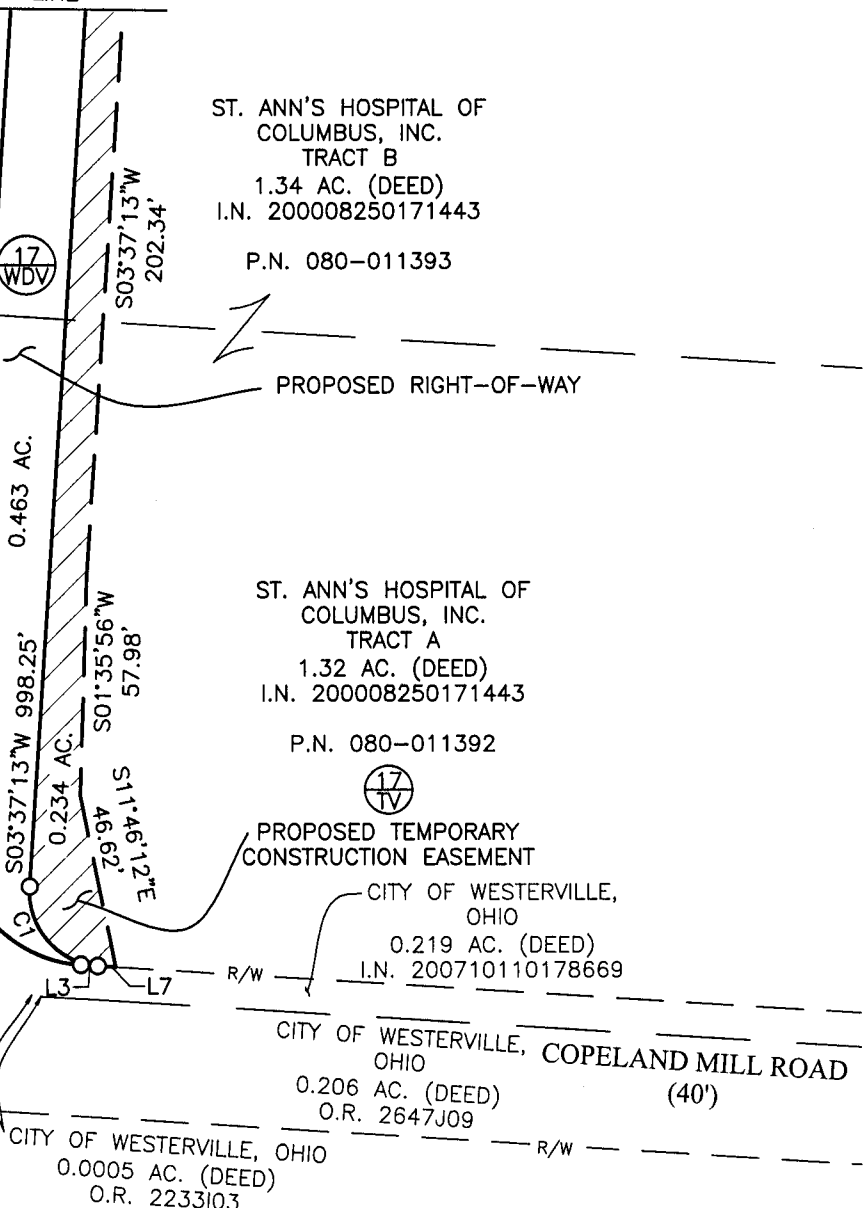 ST. ANN'S HOSPITAL OF
COLUMBUS, INC.
TRACT B
1.34 AC. (DEED)
I.N. 200008250171443
P.N. 080-011393
S03°37'13"W
202.34'
17
WDV
PROPOSED RIGHT-OF-WAY
0.463 AC.
S03°37'13"W 998.25'
0.234 AC.
S01°35'56"W
57.98'
S11°46'12"E
46.62'
ST. ANN'S HOSPITAL OF
COLUMBUS, INC.
TRACT A
1.32 AC. (DEED)
I.N. 200008250171443
P.N. 080-011392
17
TV
PROPOSED TEMPORARY
CONSTRUCTION EASEMENT
CITY OF WESTERVILLE,
OHIO
0.219 AC. (DEED)
I.N. 200710110178669
C1
L3
L7
R/W
CITY OF WESTERVILLE,
OHIO
0.206 AC. (DEED)
O.R. 2647J09
COPELAND MILL ROAD
(40')
R/W
CITY OF WESTERVILLE, OHIO
0.0005 AC. (DEED)
O.R. 2233I03